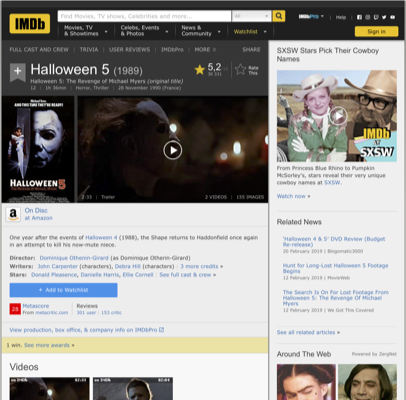 IMDb
Find Movies, TV shows, Celebrities and more...
All
Movies, TV & Showtimes
Celebs, Events & Photos
News & Community
Watchlist
IMDbPro
Help
Sign in
FULL CAST AND CREW | TRIVIA | USER REVIEWS | IMDbPro | MORE
SHARE
Halloween 5 (1989)
5,2
Rate This
Halloween 5: The Revenge of Michael Myers (original title)
12 | 1h 36min | Horror, Thriller | 28 November 1990 (France)
HALLOWEEN 5
2:33 | Trailer
2 VIDEOS | 155 IMAGES
On Disc
at Amazon
One year after the events of Halloween 4 (1988), the Shape returns to Haddonfield once again in an attempt to kill his now-mute niece.
Director: Dominique Othenin-Girard (as Dominque Othenin-Girard)
Writers: John Carpenter (characters), Debra Hill (characters) | 3 more credits »
Stars: Donald Pleasence, Danielle Harris, Ellie Cornell | See full cast & crew »
+ Add to Watchlist
28
Metascore
From metacritic.com
Reviews
301 user | 153 critic
View production, box office, & company info on IMDbPro
1 win. See more awards »
Videos
SXSW Stars Pick Their Cowboy Names
IMDb
AT
SXSW
From Princess Blue Rhino to Pumpkin McSorley's, stars reveal their very unique cowboy names at SXSW.
Watch now »
Related News
'Halloween 4 & 5' DVD Review (Budget Re-release)
Hunt for Long-Lost Halloween 5 Footage Begins
12 February 2019 | MovieWeb
The Search Is On For Lost Footage From Halloween 5: The Revenge Of Michael Myers
12 February 2019 | We Got This Covered
See all related articles »
Around The Web
Powered by ZergNet